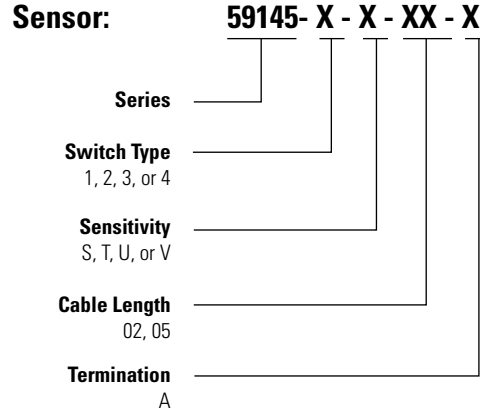 Sensor: 59145- X - X - XX - X
Series
Switch Type
1, 2, 3, or 4
Sensitivity
S, T, U, or V
Cable Length
02, 05
Termination
A